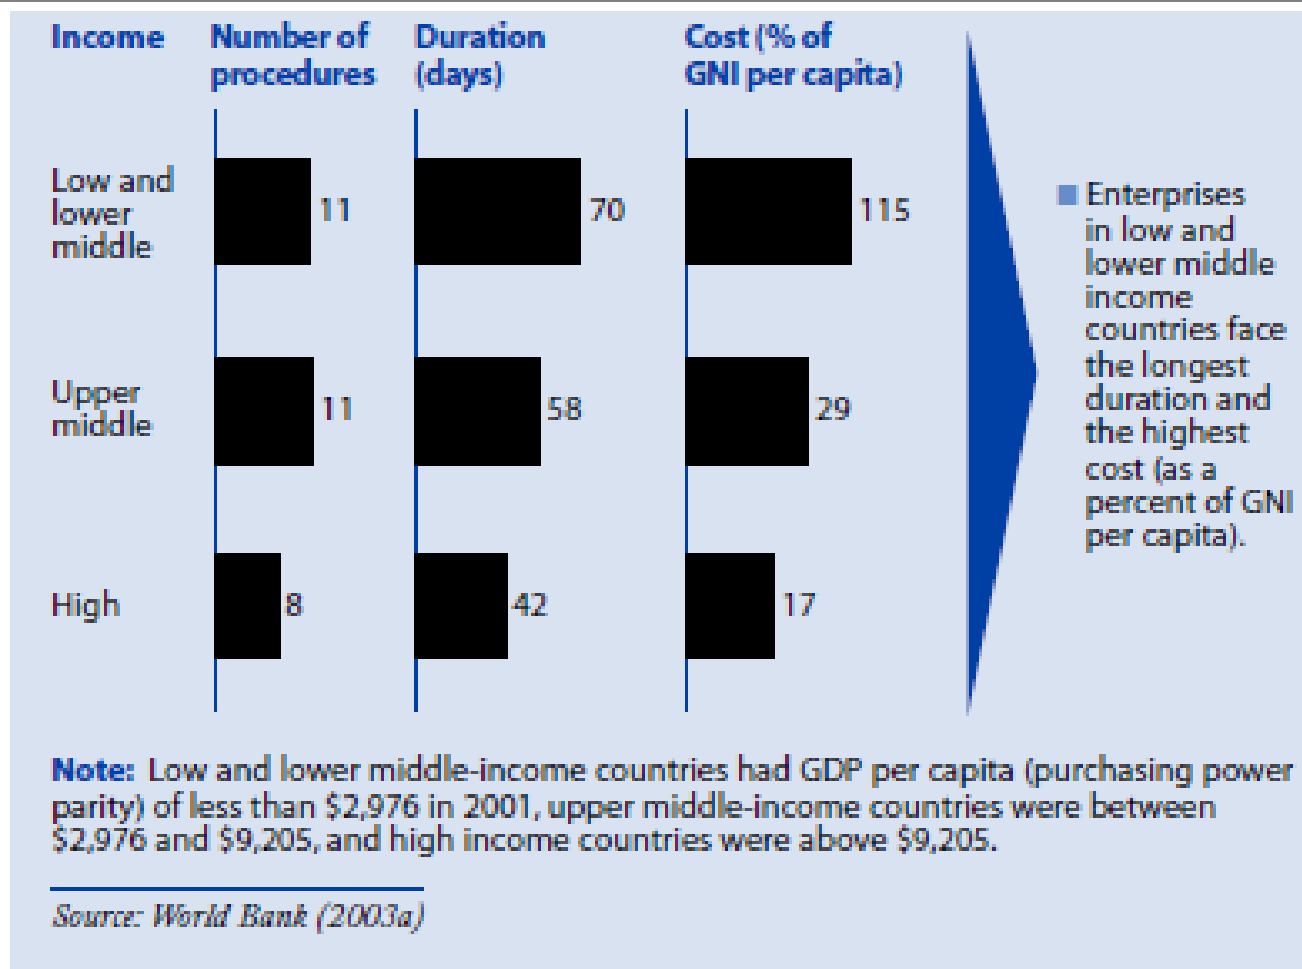 Income
Number of
procedures
Duration
(days)
Cost (% of
GNI per capita)
Low and
lower
middle
11
70
115
Upper
middle
11
58
29
High
8
42
17
Enterprises
in low and
lower middle
income
countries face
the longest
duration and
the highest
cost (as a
percent of GNI
per capita).
Note: Low and lower middle-income countries had GDP per capita (purchasing power
parity) of less than $2,976 in 2001, upper middle-income countries were between
$2,976 and $9,205, and high income countries were above $9,205.
Source: World Bank (2003a)